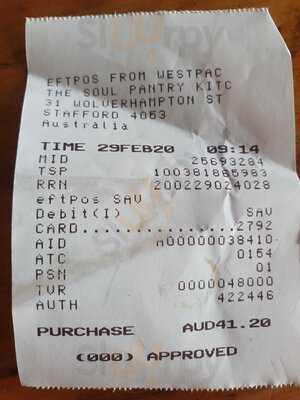 EFTPOS FROM WESTPAC
THE SOUL PANTRY KITC
31 WOLVERHAMPTON ST
STAFFORD 4053
Australia
TIME 29FEB20 09:14
MID 25693284
TSP 100381885983
RRN 200229024028
eftpos SAV
Debit(I) SAV
CARD..............2792
AID A00000038410
ATC 0154
PSN 01
TVR 0000048000
AUTH 422446
PURCHASE AUD41.20
(000) APPROVED